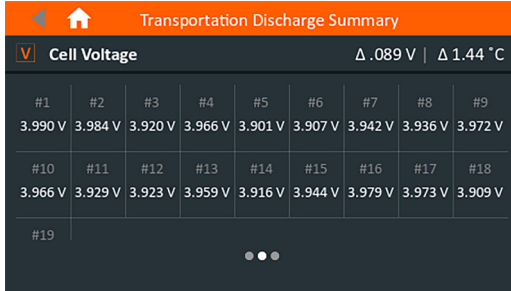 Transportation Discharge Summary
V Cell Voltage Δ .089 V | Δ 1.44 °C
#1 #2 #3 #4 #5 #6 #7 #8 #9
3.990 V 3.984 V 3.920 V 3.966 V 3.901 V 3.907 V 3.942 V 3.936 V 3.972 V
#10 #11 #12 #13 #14 #15 #16 #17 #18
3.966 V 3.929 V 3.923 V 3.959 V 3.916 V 3.944 V 3.979 V 3.973 V 3.909 V
#19